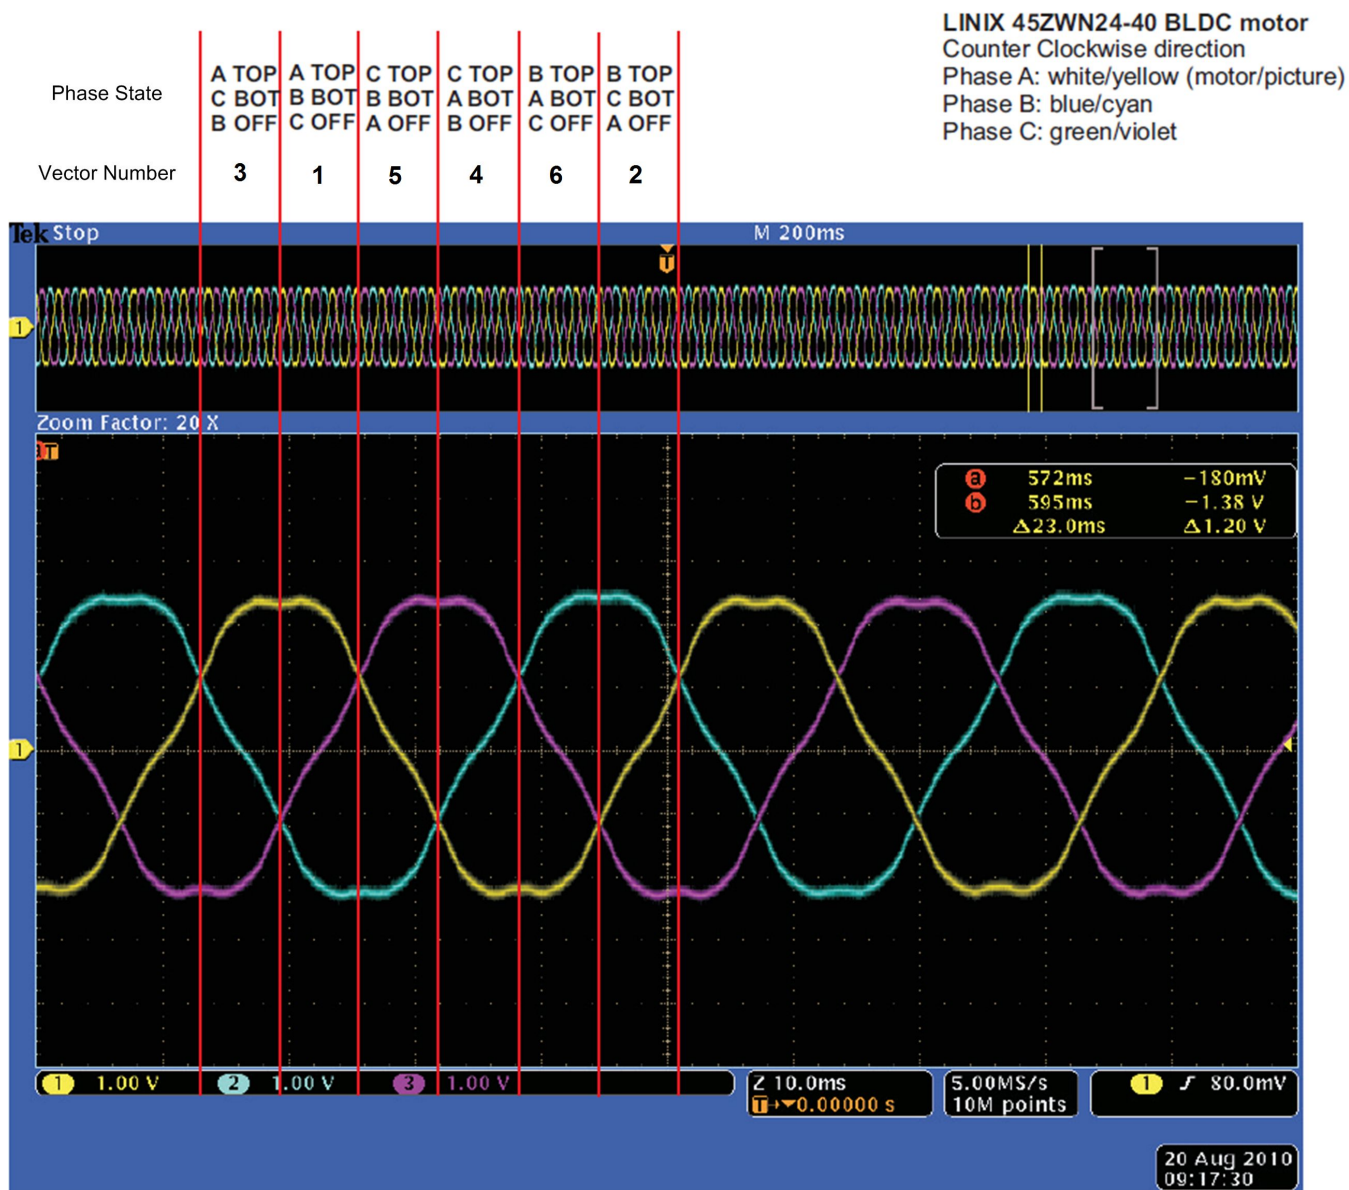 LINIX 45ZWN24-40 BLDC motor
Counter Clockwise direction
Phase A: white/yellow (motor/picture)
Phase B: blue/cyan
Phase C: green/violet
Phase State
A TOP A TOP C TOP C TOP B TOP B TOP
C BOT B BOT B BOT A BOT A BOT C BOT
B OFF C OFF A OFF B OFF C OFF A OFF
Vector Number 3 1 5 4 6 2
Tek Stop M 200ms
T
1
Zoom Factor: 20 X
T
a 572ms -180mV
b 595ms -1.38 V
Δ23.0ms Δ1.20 V
1
1 1.00 V 2 1.00 V 3 1.00 V
Z 10.0ms 5.00MS/s 1 80.0mV
T→▼0.00000 s 10M points
20 Aug 2010
09:17:30